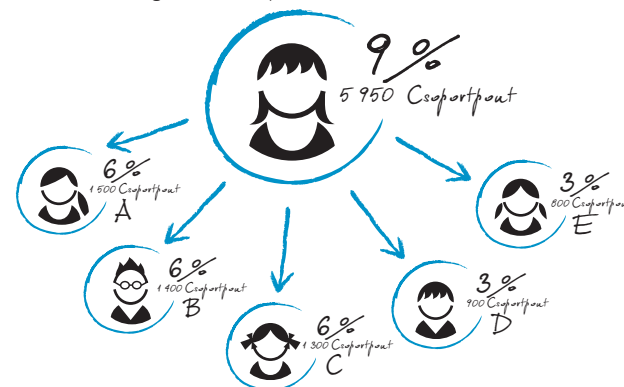 9 %
5 950 Csoportpont
6 %
1 500 Csoportpont
A
6 %
1 400 Csoportpont
B
6 %
1 300 Csoportpont
C
3 %
900 Csoportpont
D
3 %
800 Csoportpo
E